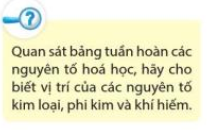 ?
Quan sát bảng tuần hoàn các
nguyên tố hoá học, hãy cho
biết vị trí của các nguyên tố
kim loại, phi kim và khí hiếm.